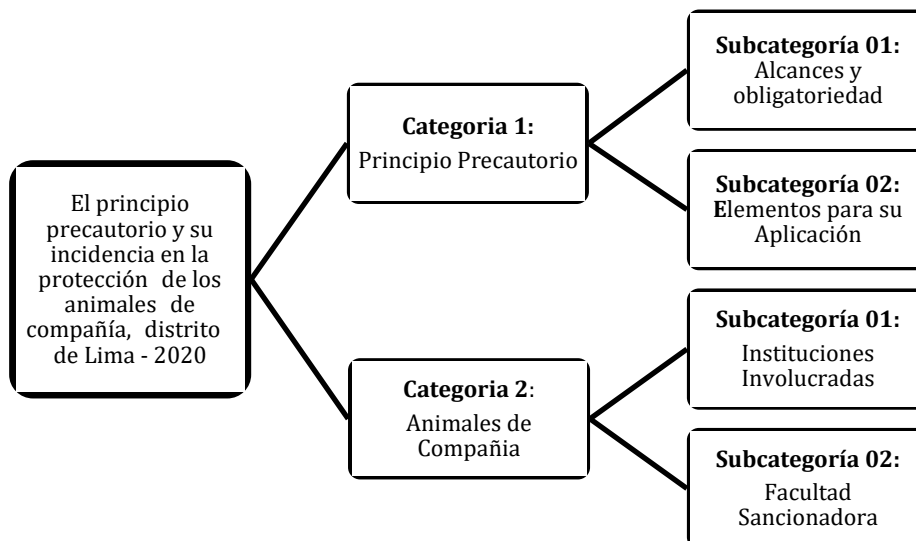 El principio
precautorio y su
incidencia en la
protección de los
animales de
compañía, distrito
de Lima - 2020
Categoria 1:
Principio Precautorio
Subcategoría 01:
Alcances y
obligatoriedad
Subcategoría 02:
Elementos para su
Aplicación
Categoria 2:
Animales de
Compañia
Subcategoría 01:
Instituciones
Involucradas
Subcategoría 02:
Facultad
Sancionadora